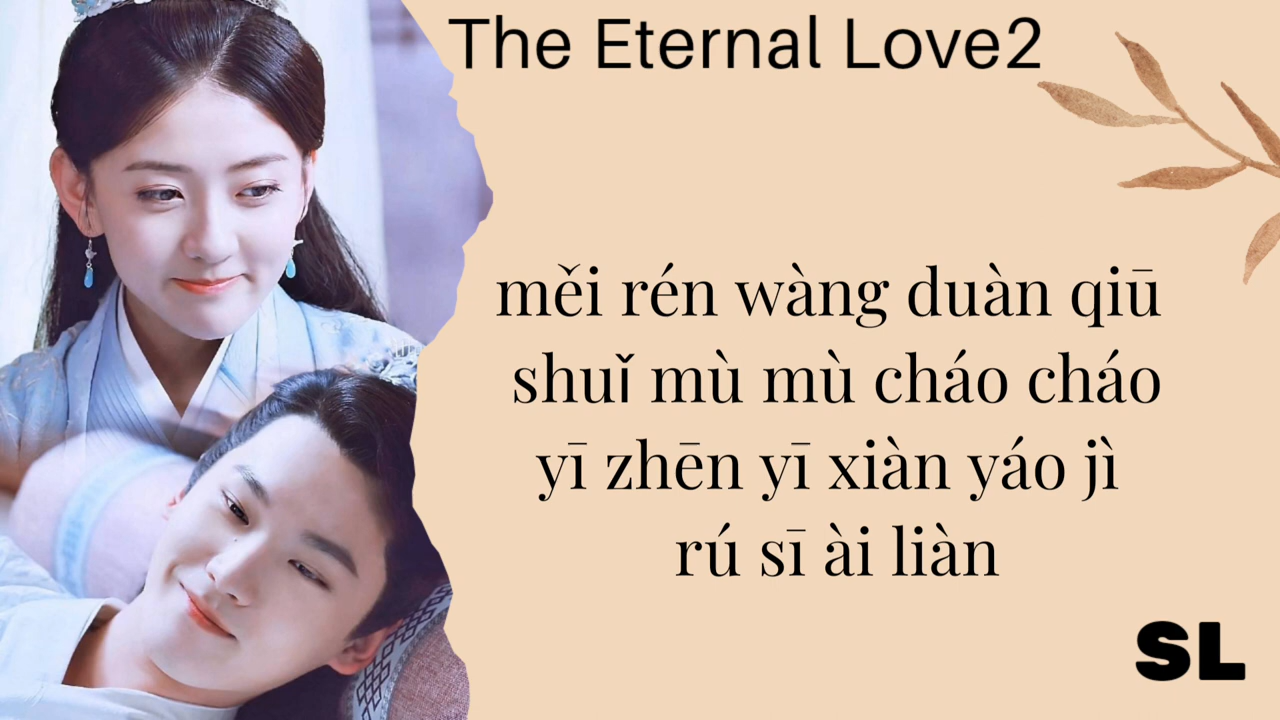 The Eternal Love2
měi rén wàng duàn qiū
shuǐ mù mù cháo cháo
yī zhēn yī xiàn yáo jì
rú sī ài liàn
SL